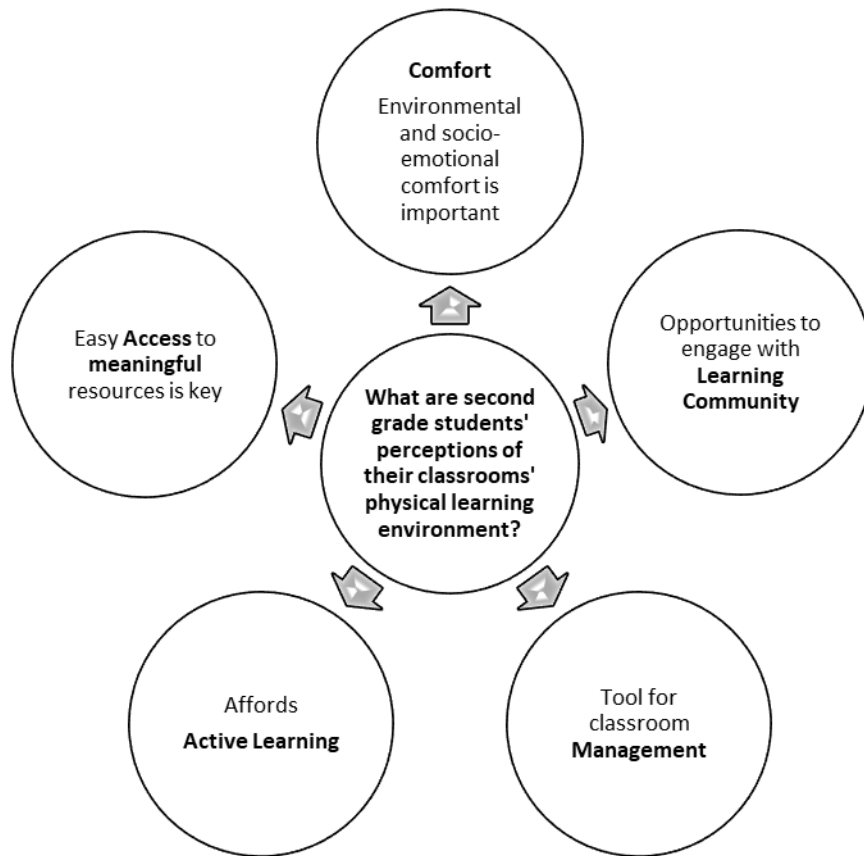 Comfort
Environmental
and socio-
emotional
comfort is
important
Easy Access to
meaningful
resources is key
Opportunities to
engage with
Learning
Community
What are second
grade students'
perceptions of
their classrooms'
physical learning
environment?
Affords
Active Learning
Tool for
classroom
Management